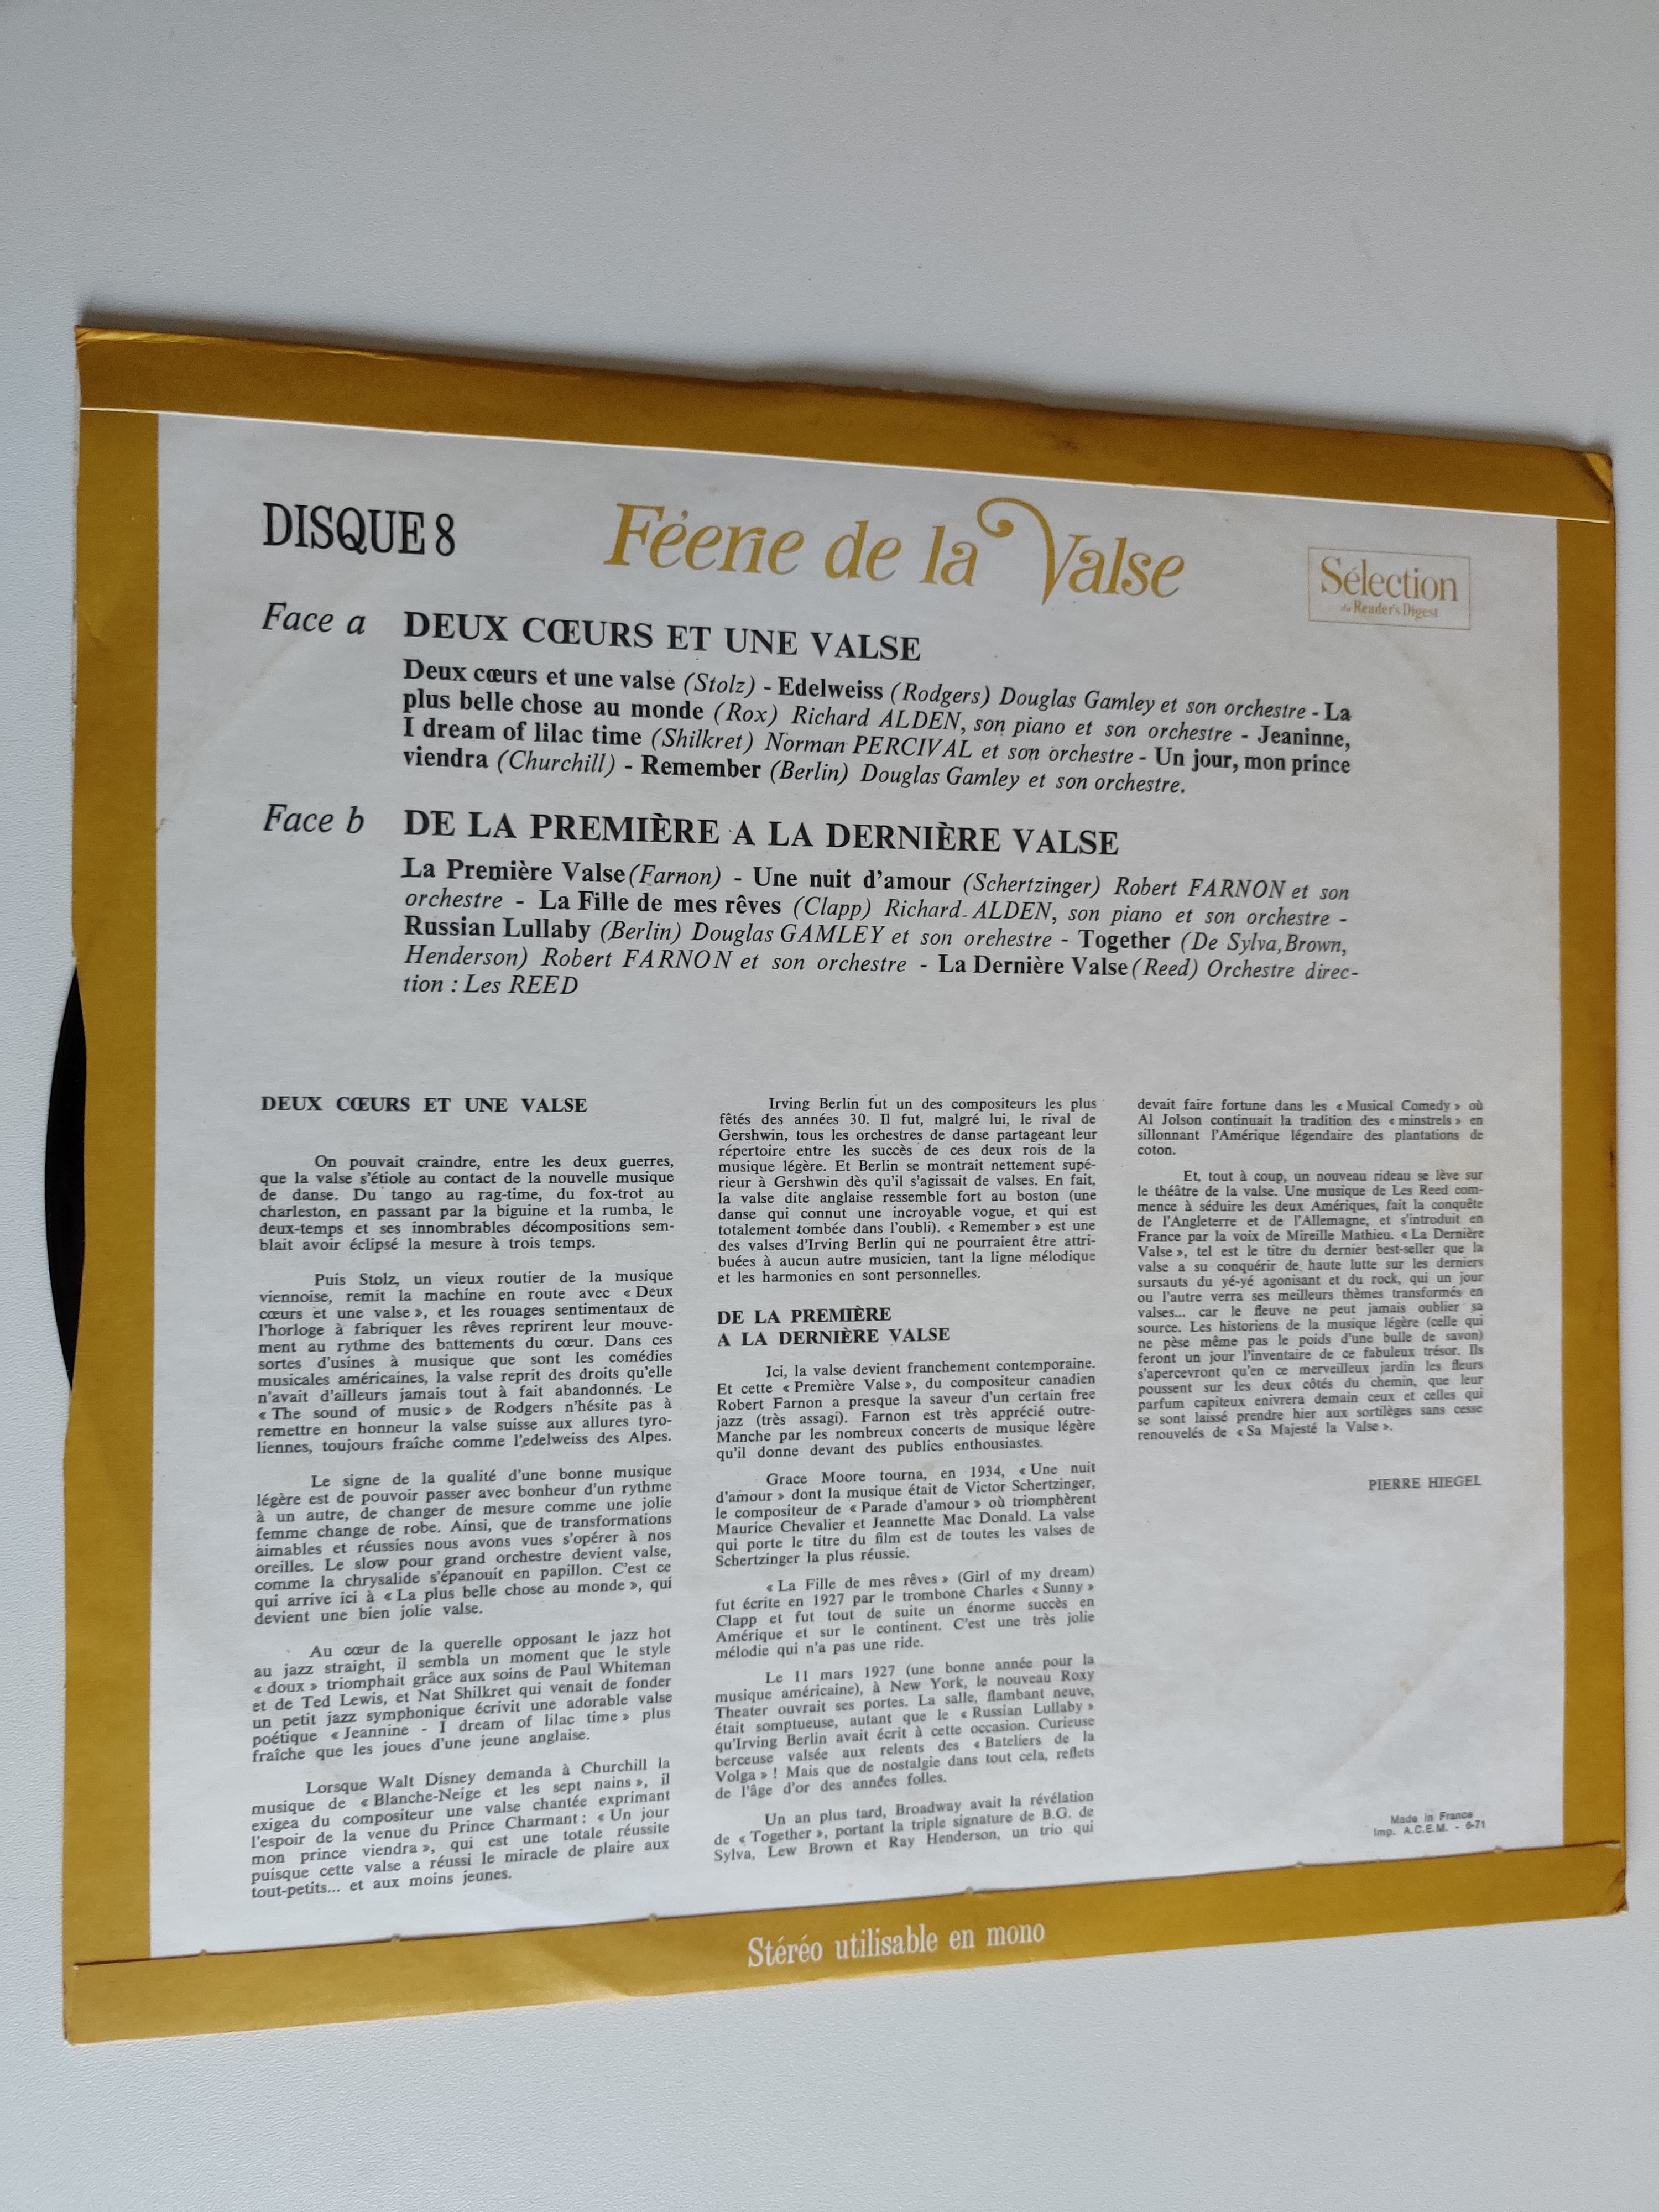 DISQUE 8
Féerie de la Valse
Sélection
du Reader's Digest
Face a DEUX CŒURS ET UNE VALSE
Deux cœurs et une valse (Stolz) - Edelweiss (Rodgers) Douglas Gamley et son orchestre - La
plus belle chose au monde (Rox) Richard ALDEN, son piano et son orchestre - Jeaninne,
I dream of lilac time (Shilkret) Norman PERCIVAL et son orchestre - Un jour, mon prince
viendra (Churchill) - Remember (Berlin) Douglas Gamley et son orchestre.
Face b DE LA PREMIÈRE A LA DERNIÈRE VALSE
La Première Valse (Farnon) - Une nuit d'amour (Schertzinger) Robert FARNON et son
orchestre - La Fille de mes rêves (Clapp) Richard ALDEN, son piano et son orchestre -
Russian Lullaby (Berlin) Douglas GAMLEY et son orchestre - Together (De Sylva, Brown,
Henderson) Robert FARNON et son orchestre - La Dernière Valse (Reed) Orchestre direc-
tion : Les REED
DEUX CŒURS ET UNE VALSE
On pouvait craindre, entre les deux guerres,
que la valse s'étiole au contact de la nouvelle musique
de danse. Du tango au rag-time, du fox-trot au
charleston, en passant par la biguine et la rumba, le
deux-temps et ses innombrables décompositions sem-
blait avoir éclipsé la mesure à trois temps.
Puis Stolz, un vieux routier de la musique
viennoise, remit la machine en route avec « Deux
cœurs et une valse », et les rouages sentimentaux de
l'horloge à fabriquer les rêves reprirent leur mouve-
ment au rythme des battements du cœur. Dans ces
sortes d'usines à musique que sont les comédies
musicales américaines, la valse reprit des droits qu'elle
n'avait d'ailleurs jamais tout à fait abandonnés. Le
« The sound of music » de Rodgers n'hésite pas à
remettre en honneur la valse suisse aux allures tyro-
liennes, toujours fraîche comme l'edelweiss des Alpes.
Le signe de la qualité d'une bonne musique
légère est de pouvoir passer avec bonheur d'un rythme
à un autre, de changer de mesure comme une jolie
femme change de robe. Ainsi, que de transformations
aimables et réussies nous avons vues s'opérer à nos
oreilles. Le slow pour grand orchestre devient valse,
comme la chrysalide s'épanouit en papillon. C'est ce
qui arrive ici à « La plus belle chose au monde », qui
devient une bien jolie valse.
Au cœur de la querelle opposant le jazz hot
au jazz straight, il sembla un moment que le style
« doux » triomphait grâce aux soins de Paul Whiteman
et de Ted Lewis, et Nat Shilkret qui venait de fonder
un petit jazz symphonique écrivit une adorable valse
poétique « Jeannine - I dream of lilac time » plus
fraîche que les joues d'une jeune anglaise.
Lorsque Walt Disney demanda à Churchill la
musique de « Blanche-Neige et les sept nains », il
exigea du compositeur une valse chantée exprimant
l'espoir de la venue du Prince Charmant : « Un jour
mon prince viendra », qui est une totale réussite
puisque cette valse a réussi le miracle de plaire aux
tout-petits... et aux moins jeunes.
Irving Berlin fut un des compositeurs les plus
fêtés des années 30. Il fut, malgré lui, le rival de
Gershwin, tous les orchestres de danse partageant leur
répertoire entre les succès de ces deux rois de la
musique légère. Et Berlin se montrait nettement supé-
rieur à Gershwin dès qu'il s'agissait de valses. En fait,
la valse dite anglaise ressemble fort au boston (une
danse qui connut une incroyable vogue, et qui est
totalement tombée dans l'oubli). « Remember » est une
des valses d'Irving Berlin qui ne pourraient être attri-
buées à aucun autre musicien, tant la ligne mélodique
et les harmonies en sont personnelles.
DE LA PREMIÈRE
A LA DERNIÈRE VALSE
Ici, la valse devient franchement contemporaine.
Et cette « Première Valse », du compositeur canadien
Robert Farnon a presque la saveur d'un certain free
jazz (très assagi). Farnon est très apprécié outre-
Manche par les nombreux concerts de musique légère
qu'il donne devant des publics enthousiastes.
Grace Moore tourna, en 1934, « Une nuit
d'amour » dont la musique était de Victor Schertzinger,
le compositeur de « Parade d'amour » où triomphèrent
Maurice Chevalier et Jeannette Mac Donald. La valse
qui porte le titre du film est de toutes les valses de
Schertzinger la plus réussie.
« La Fille de mes rêves » (Girl of my dream)
fut écrite en 1927 par le trombone Charles « Sunny »
Clapp et fut tout de suite un énorme succès en
Amérique et sur le continent. C'est une très jolie
mélodie qui n'a pas une ride.
Le 11 mars 1927 (une bonne année pour la
musique américaine), à New York, le nouveau Roxy
Theater ouvrait ses portes. La salle, flambant neuve,
était somptueuse, autant que le « Russian Lullaby »
qu'Irving Berlin avait écrit à cette occasion. Curieuse
berceuse valsée aux relents des « Bateliers de la
Volga » ! Mais que de nostalgie dans tout cela, reflets
de l'âge d'or des années folles.
Un an plus tard, Broadway avait la révélation
de « Together », portant la triple signature de B.G. de
Sylva, Lew Brown et Ray Henderson, un trio qui
devait faire fortune dans les « Musical Comedy » où
Al Jolson continuait la tradition des « minstrels » en
sillonnant l'Amérique légendaire des plantations de
coton.
Et, tout à coup, un nouveau rideau se lève sur
le théâtre de la valse. Une musique de Les Reed com-
mence à séduire les deux Amériques, fait la conquête
de l'Angleterre et de l'Allemagne, et s'introduit en
France par la voix de Mireille Mathieu. « La Dernière
Valse », tel est le titre du dernier best-seller que la
valse a su conquérir de haute lutte sur les derniers
sursauts du yé-yé agonisant et du rock, qui un jour
ou l'autre verra ses meilleurs thèmes transformés en
valses... car le fleuve ne peut jamais oublier sa
source. Les historiens de la musique légère (celle qui
ne pèse même pas le poids d'une bulle de savon)
feront un jour l'inventaire de ce fabuleux trésor. Ils
s'apercevront qu'en ce merveilleux jardin les fleurs
poussent sur les deux côtés du chemin, que leur
parfum capiteux enivrera demain ceux et celles qui
se sont laissé prendre hier aux sortilèges sans cesse
renouvelés de « Sa Majesté la Valse ».
PIERRE HIEGEL
Made in France
Imp. A.C.E.M. - 6-71
Stéréo utilisable en mono